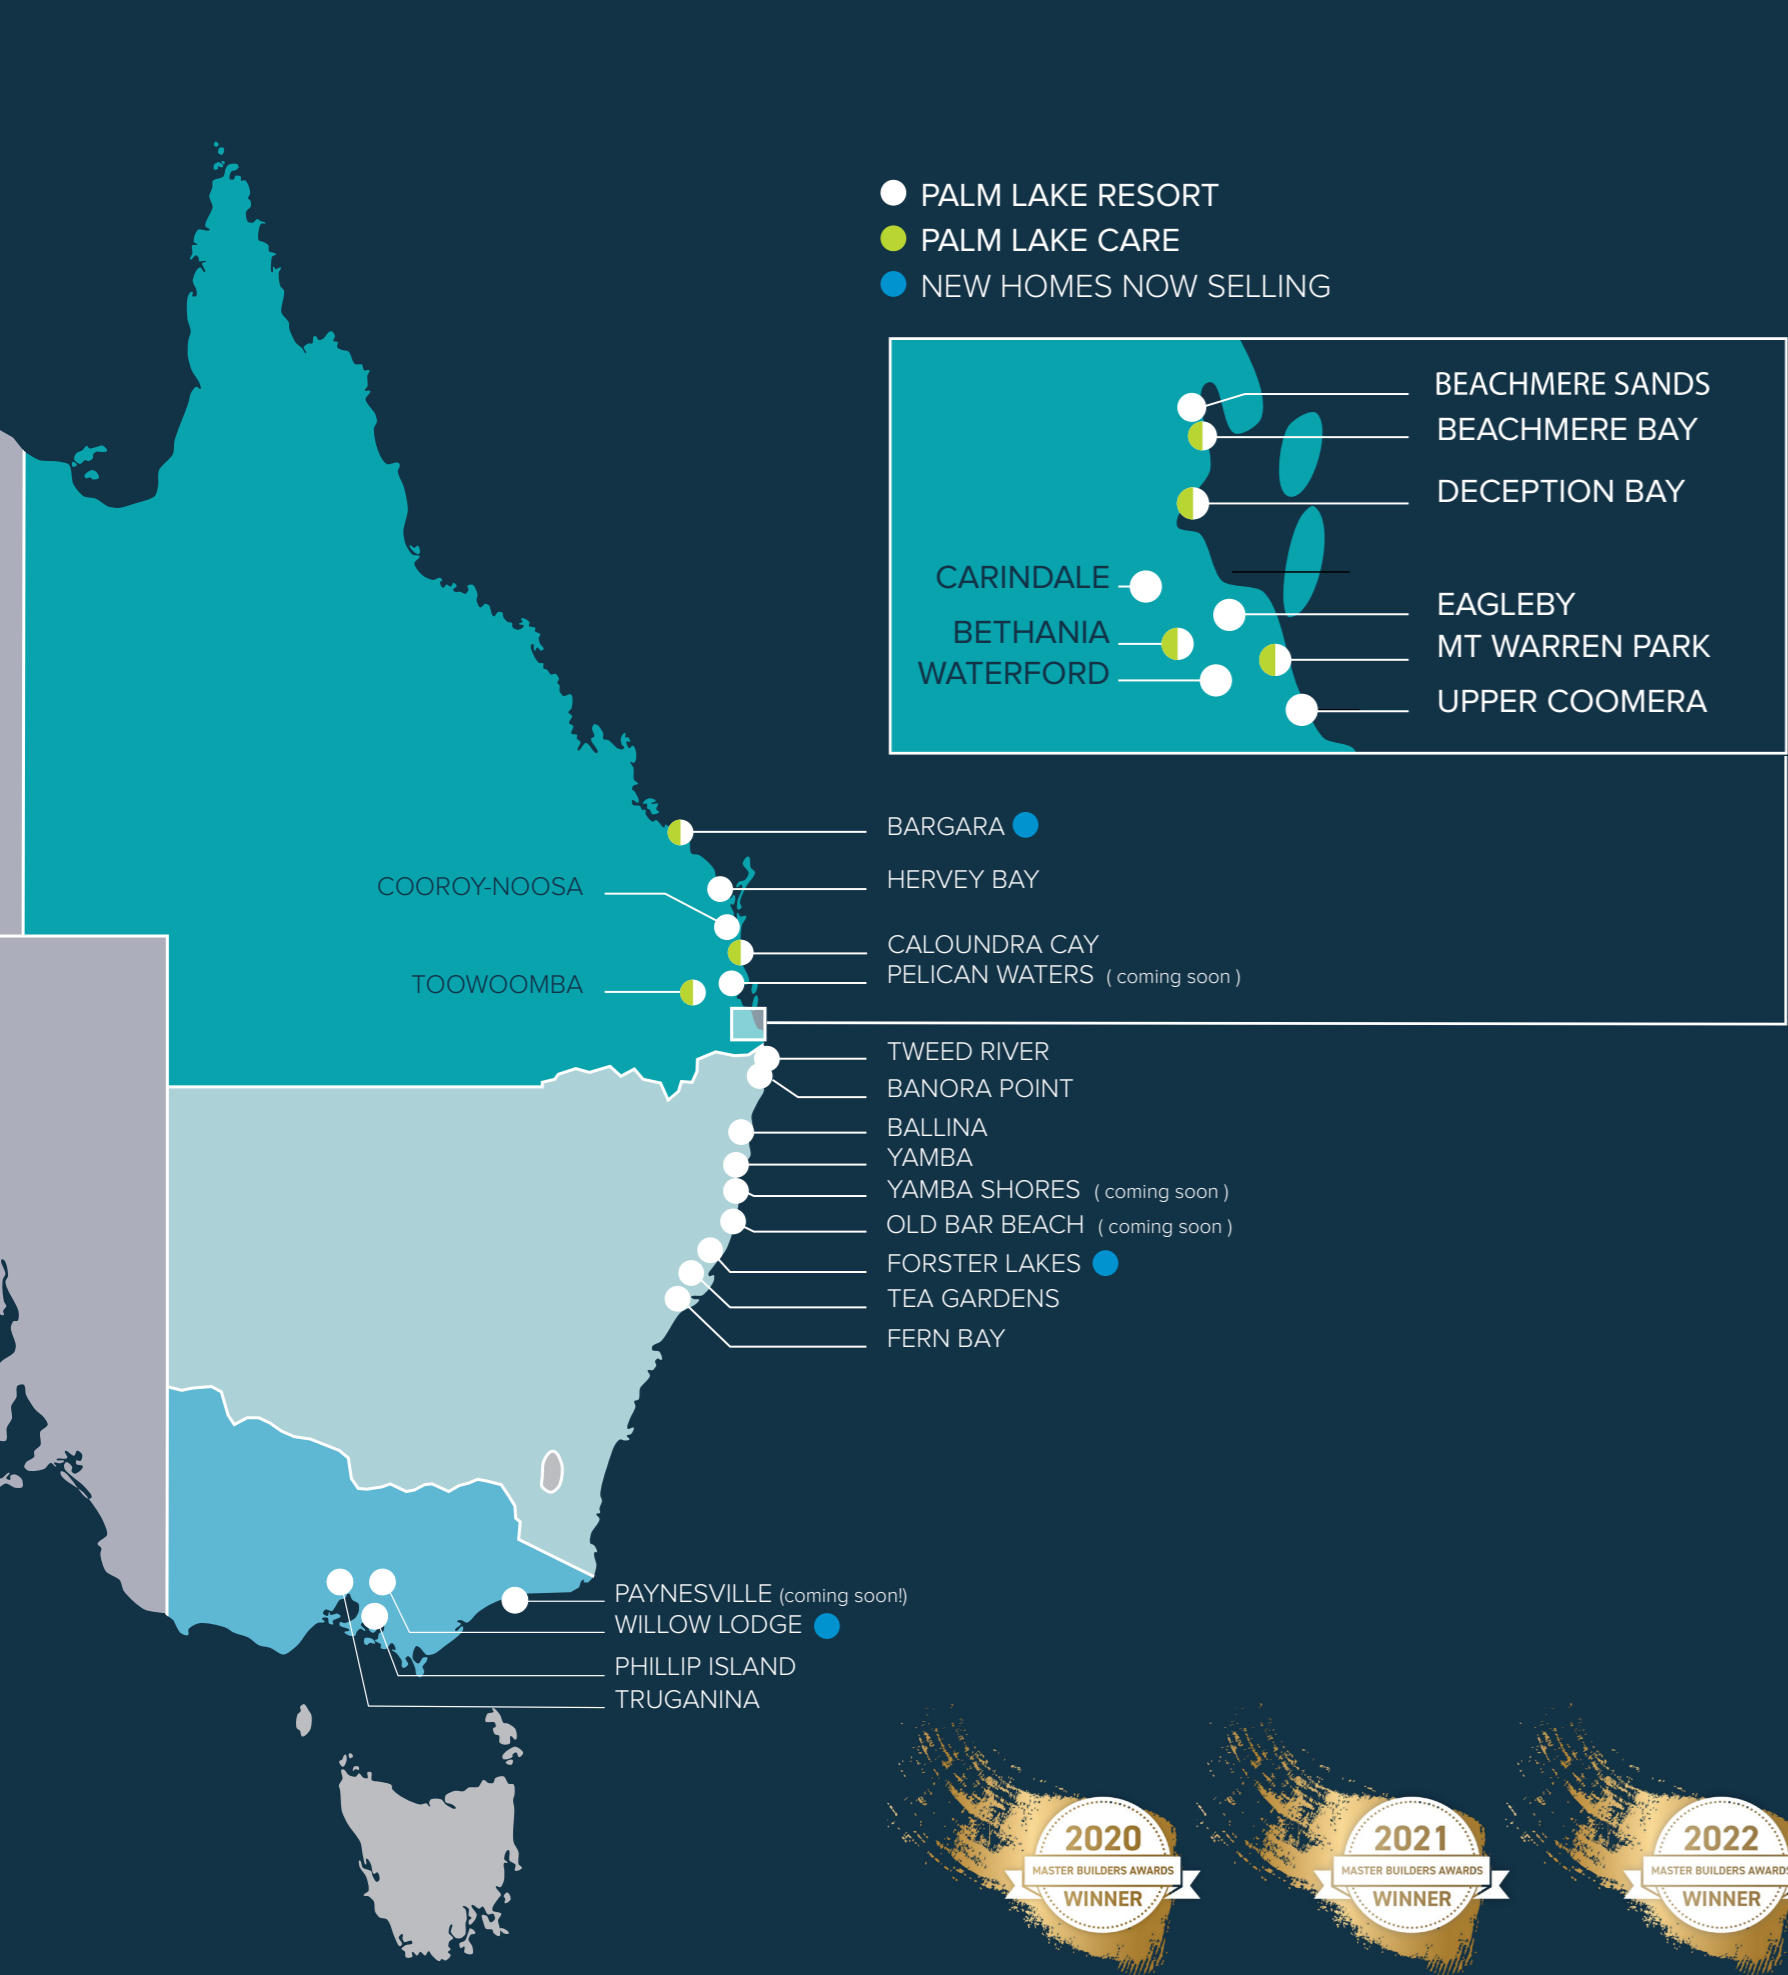 PALM LAKE RESORT
PALM LAKE CARE
NEW HOMES NOW SELLING
BEACHMERE SANDS
BEACHMERE BAY
DECEPTION BAY
CARINDALE
EAGLEBY
BETHANIA
MT WARREN PARK
WATERFORD
UPPER COOMERA
BARGARA
HERVEY BAY
COOROY-NOOSA
CALOUNDRA CAY
PELICAN WATERS ( coming soon )
TOOWOOMBA
TWEED RIVER
BANORA POINT
BALLINA
YAMBA
YAMBA SHORES ( coming soon )
OLD BAR BEACH ( coming soon )
FORSTER LAKES
TEA GARDENS
FERN BAY
PAYNESVILLE (coming soon!)
WILLOW LODGE
PHILLIP ISLAND
TRUGANINA
2020
MASTER BUILDERS AWARDS
WINNER
2021
MASTER BUILDERS AWARDS
WINNER
2022
MASTER BUILDERS AWARDS
WINNER